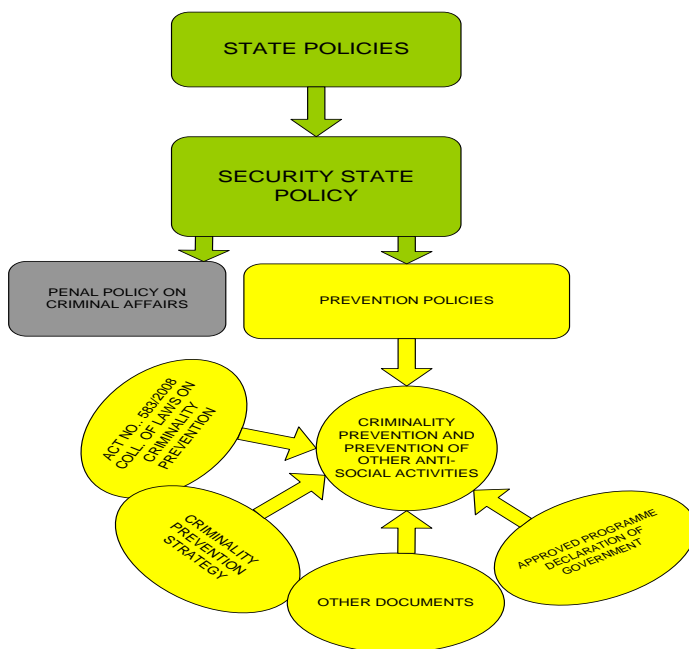 STATE POLICIES
SECURITY STATE
POLICY
PENAL POLICY ON
CRIMINAL AFFAIRS
PREVENTION POLICIES
ACT NO.: 583/2008
COLL. OF LAWS ON
CRIMINALITY
PREVENTION
CRIMINALITY
PREVENTION AND
PREVENTION OF
OTHER ANTI-
SOCIAL ACTIVITIES
CRIMINALITY
PREVENTION
STRATEGY
OTHER DOCUMENTS
APPROVED PROGRAMME
DECLARATION OF
GOVERNMENT